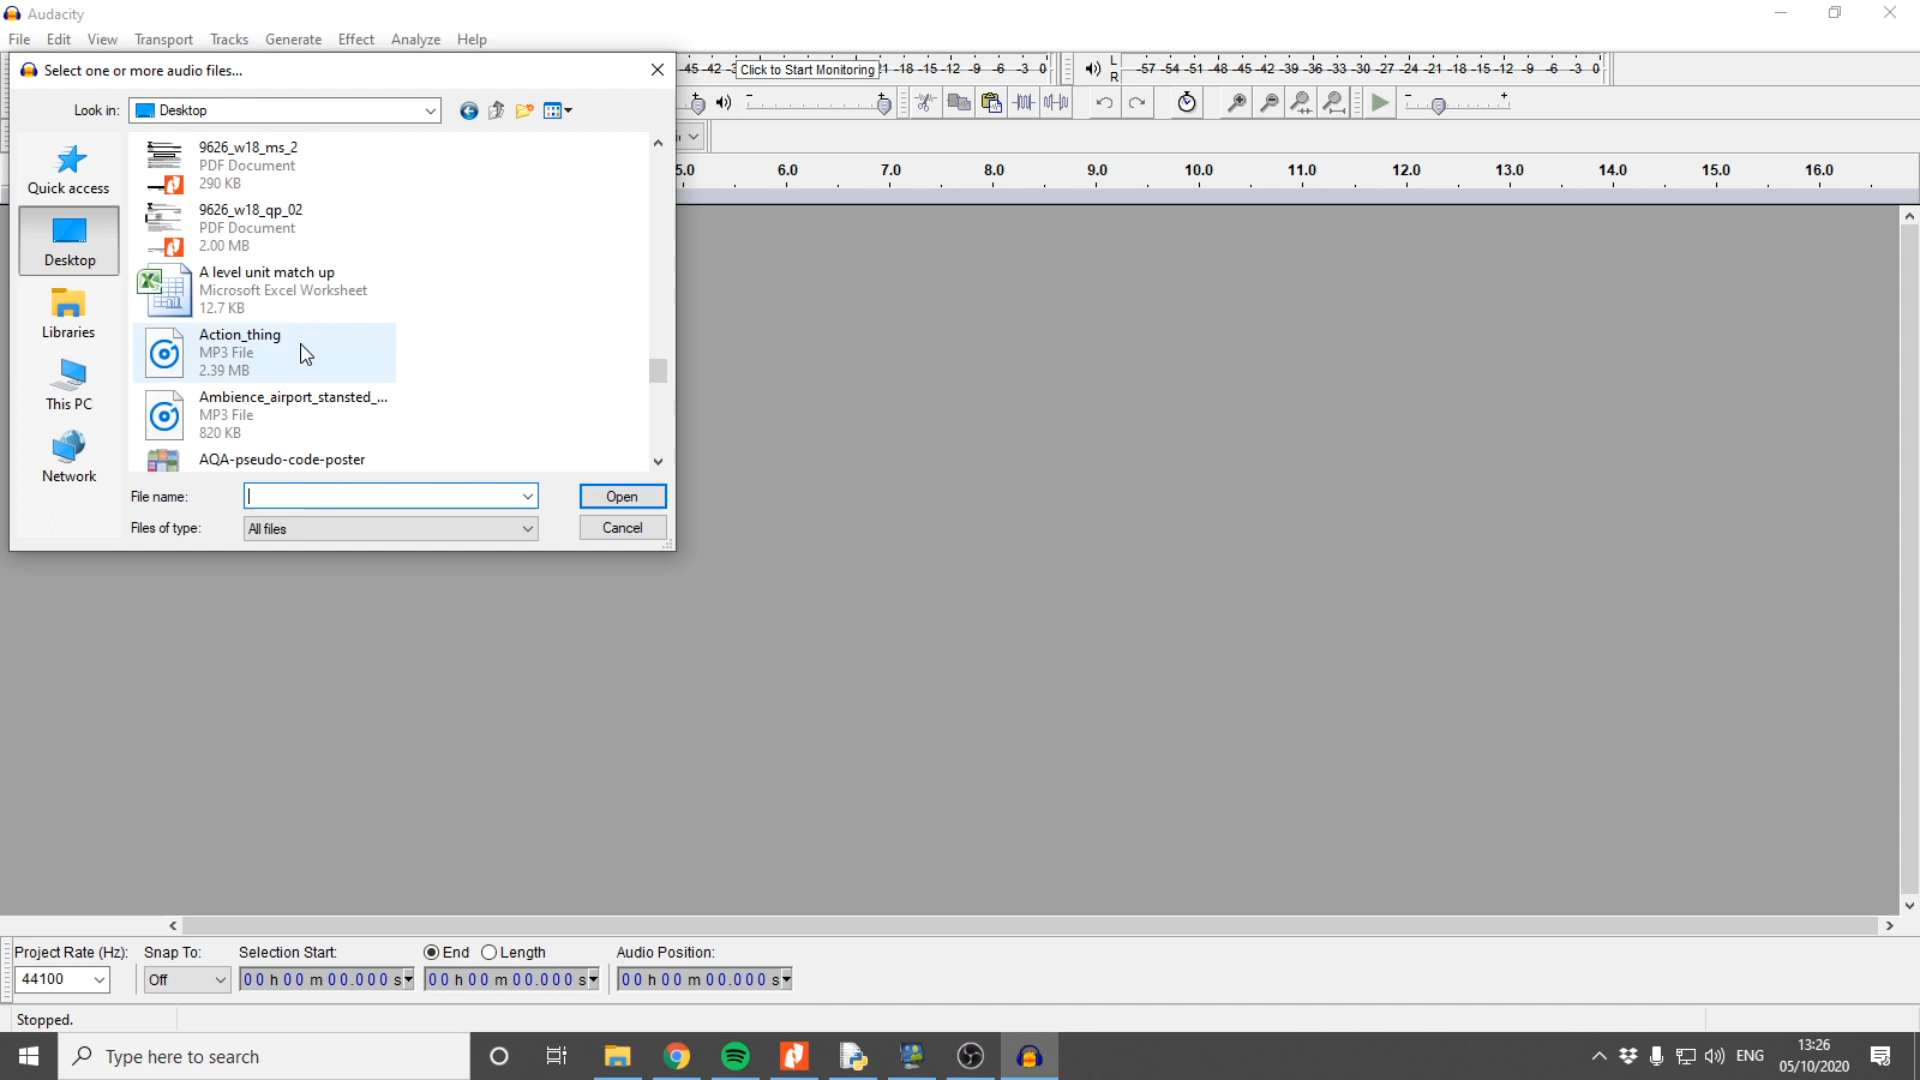 Audacity
File Edit View Transport Tracks Generate Effect Analyze Help
Select one or more audio files...
-45 -42 -3 Click to Start Monitoring 21 -18 -15 -12 -9 -6 -3 0
L
R
-57 -54 -51 -48 -45 -42 -39 -36 -33 -30 -27 -24 -21 -18 -15 -12 -9 -6 -3 0
Look in: Desktop
5.0 6.0 7.0 8.0 9.0 10.0 11.0 12.0 13.0 14.0 15.0 16.0
Quick access
Desktop
Libraries
This PC
Network
9626_w18_ms_2
PDF Document
290 KB
9626_w18_qp_02
PDF Document
2.00 MB
A level unit match up
Microsoft Excel Worksheet
12.7 KB
Action_thing
MP3 File
2.39 MB
Ambience_airport_stansted_...
MP3 File
820 KB
AQA-pseudo-code-poster
File name: Open
Files of type: All files Cancel
Project Rate (Hz): Snap To: Selection Start: End Length Audio Position:
44100 Off 00 h 00 m 00.000 s 00 h 00 m 00.000 s 00 h 00 m 00.000 s
Stopped.
Type here to search
ENG
13:26
05/10/2020